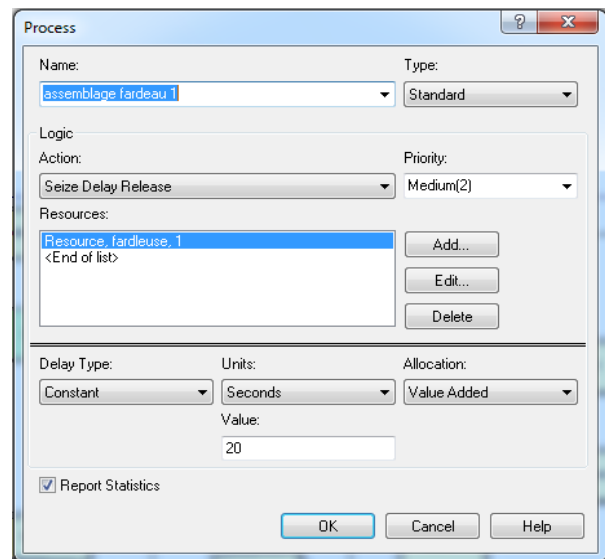 Process
Name:
Type:
assemblage fardeau 1
Standard
Logic
Action:
Priority:
Seize Delay Release
Medium(2)
Resources:
Resource, fardleuse, 1
<End of list>
Add...
Edit...
Delete
Delay Type:
Units:
Allocation:
Constant
Seconds
Value Added
Value:
20
Report Statistics
OK
Cancel
Help